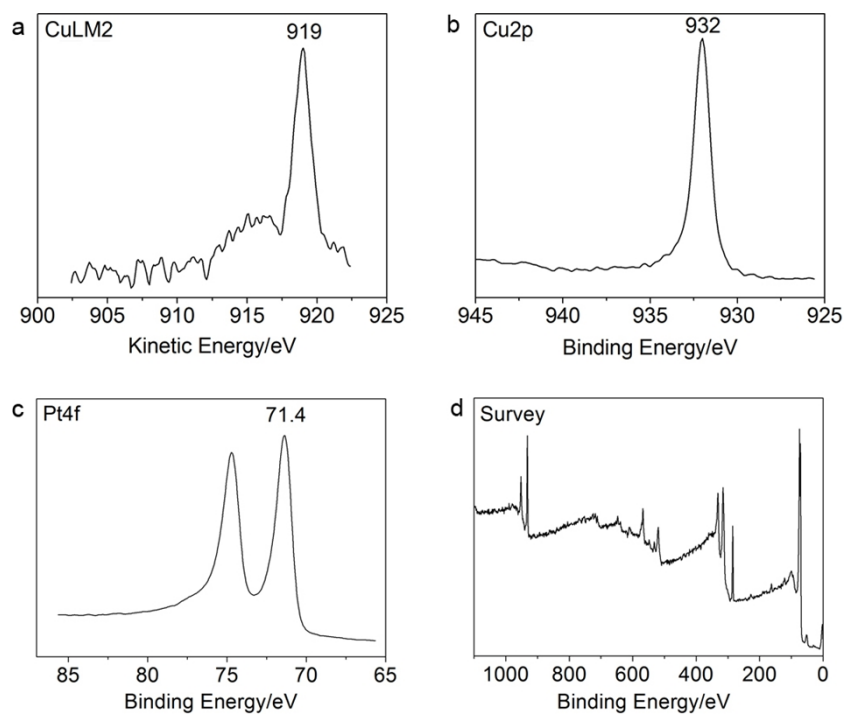 a CuLM2
919
900 905 910 915 920 925
Kinetic Energy/eV
b Cu2p
932
945 940 935 930 925
Binding Energy/eV
c Pt4f
71.4
85 80 75 70 65
Binding Energy/eV
d Survey
1000 800 600 400 200 0
Binding Energy/eV